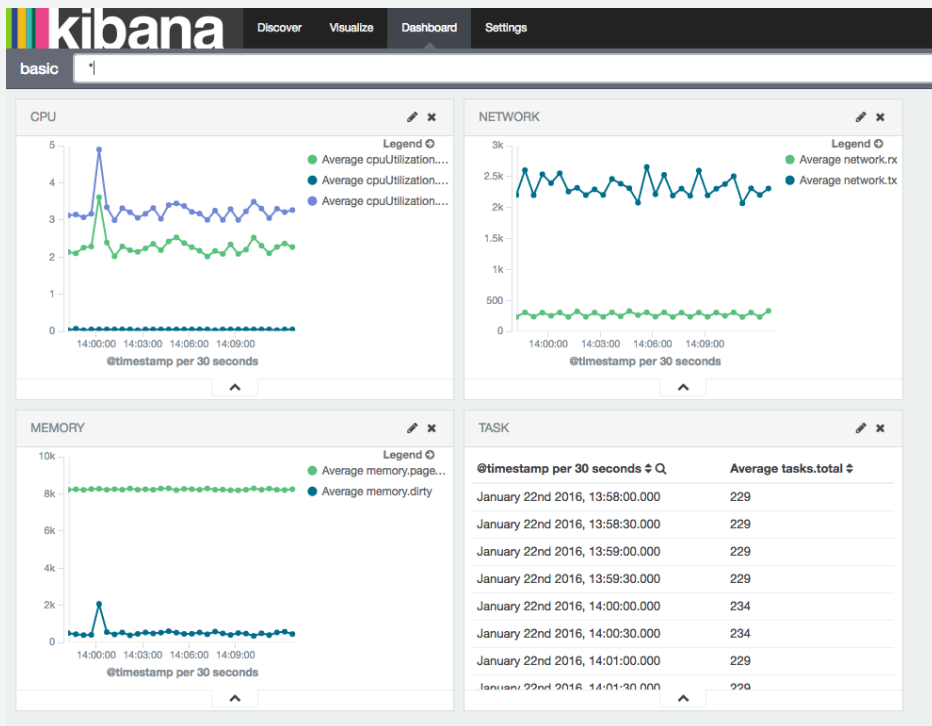 kibana Discover Visualize Dashboard Settings
basic *
CPU
Legend
Average cpuUtilization....
Average cpuUtilization....
Average cpuUtilization....
5
4
3
2
1
0
14:00:00 14:03:00 14:06:00 14:09:00
@timestamp per 30 seconds
NETWORK
Legend
Average network.rx
Average network.tx
3k
2.5k
2k
1.5k
1k
500
0
14:00:00 14:03:00 14:06:00 14:09:00
@timestamp per 30 seconds
MEMORY
Legend
Average memory.page...
Average memory.dirty
10k
8k
6k
4k
2k
0
14:00:00 14:03:00 14:06:00 14:09:00
@timestamp per 30 seconds
TASK
@timestamp per 30 seconds Average tasks.total
January 22nd 2016, 13:58:00.000 229
January 22nd 2016, 13:58:30.000 229
January 22nd 2016, 13:59:00.000 229
January 22nd 2016, 13:59:30.000 229
January 22nd 2016, 14:00:00.000 234
January 22nd 2016, 14:00:30.000 234
January 22nd 2016, 14:01:00.000 229
January 22nd 2016, 14:01:30.000 229